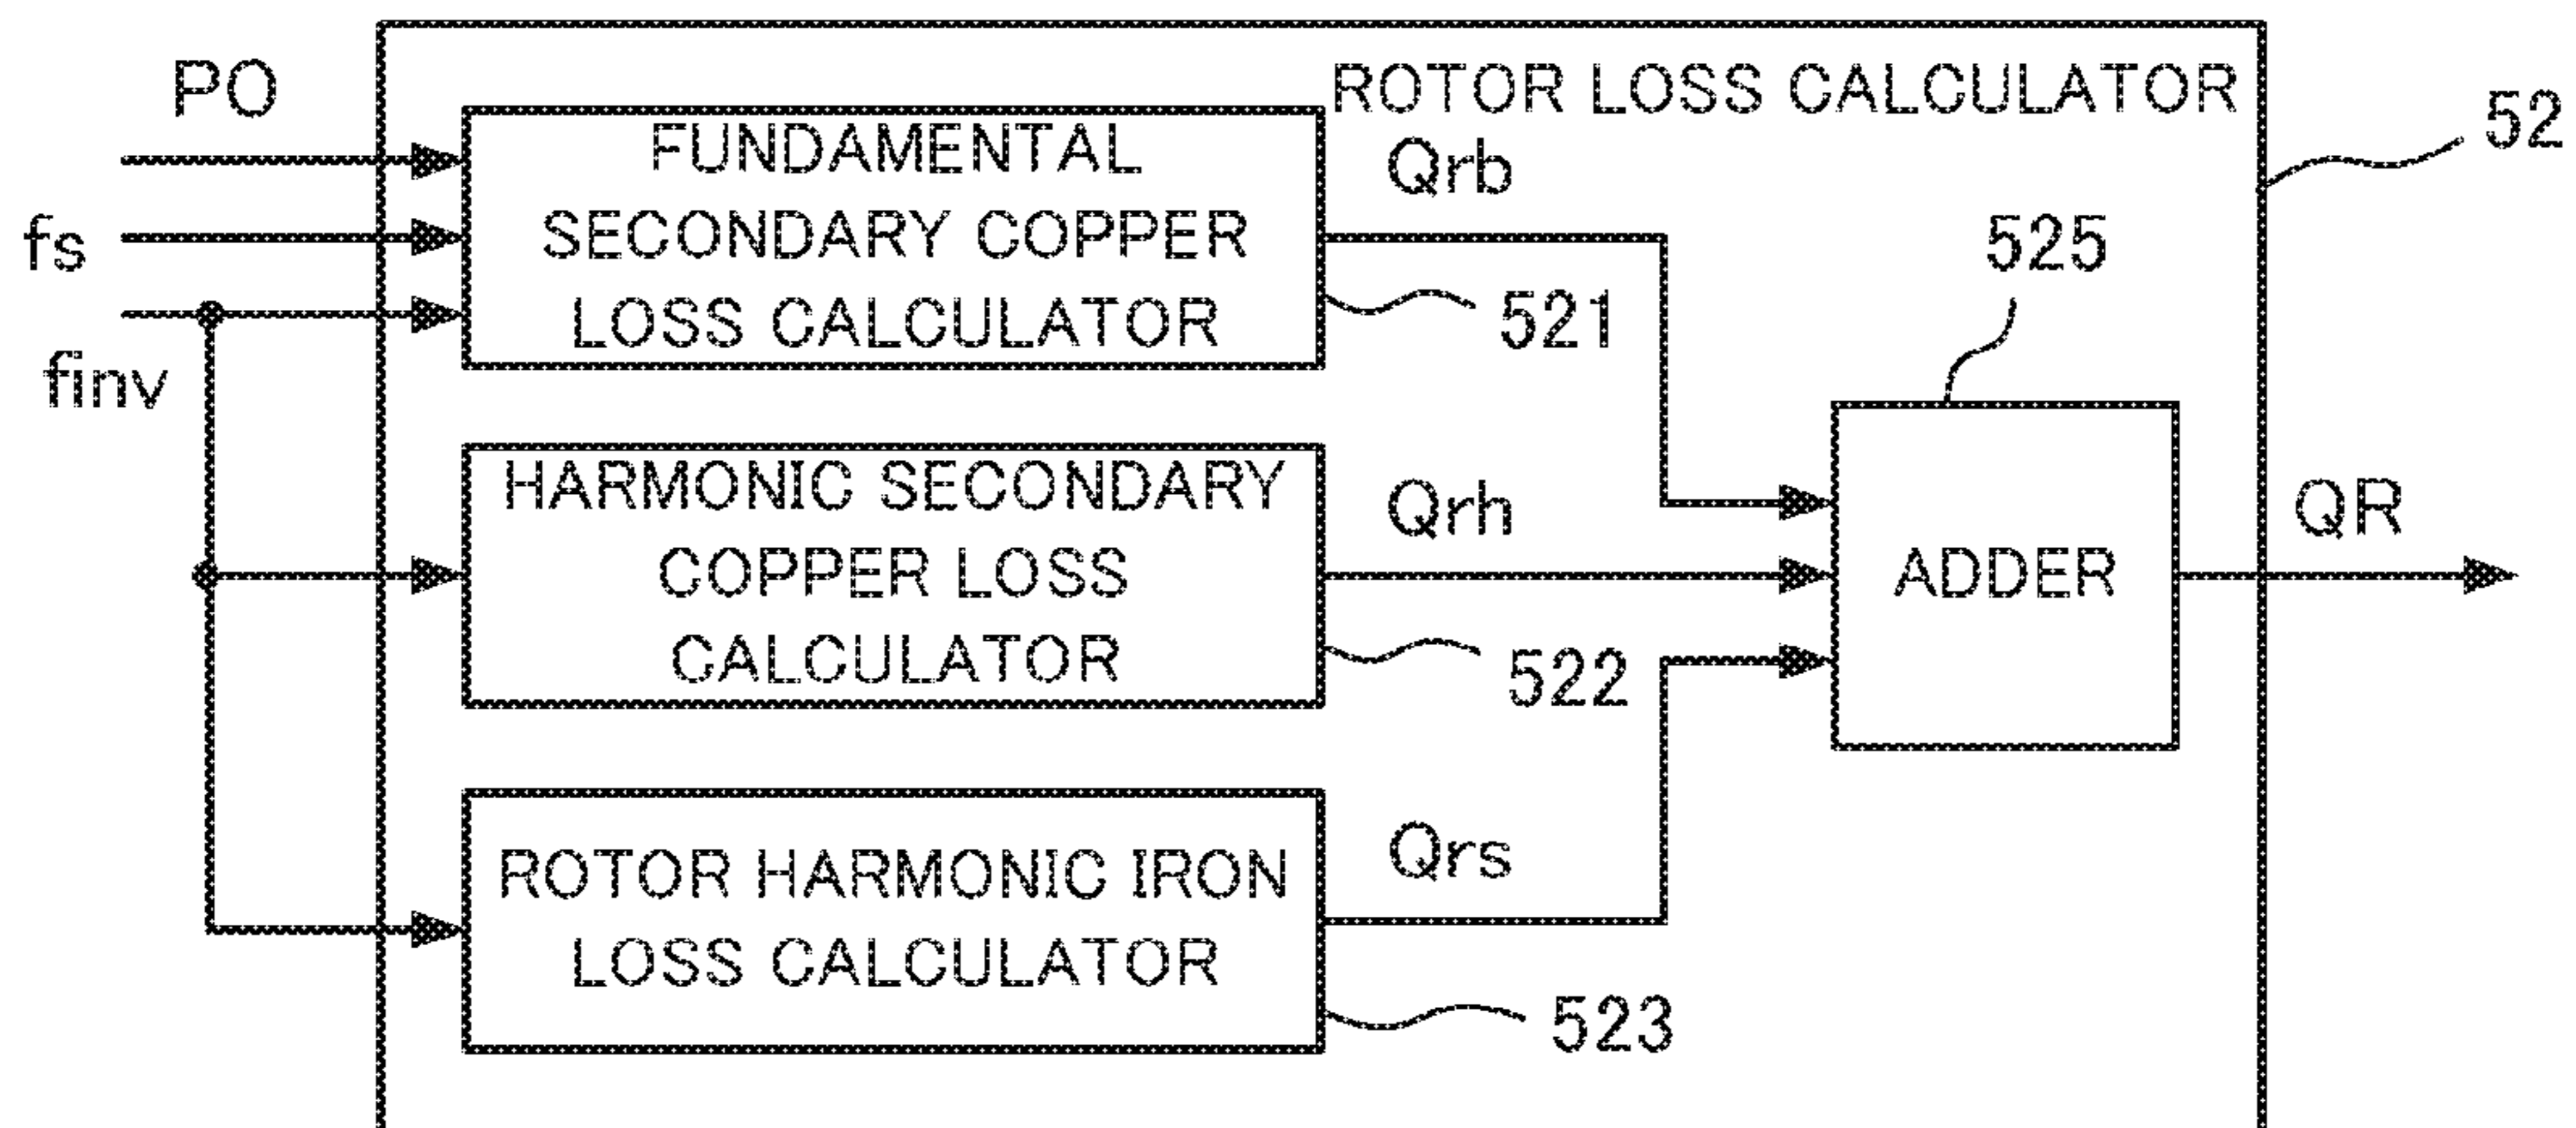 PO
fs
finv
ROTOR LOSS CALCULATOR
52
FUNDAMENTAL
SECONDARY COPPER
LOSS CALCULATOR
Qrb
521
525
HARMONIC SECONDARY
COPPER LOSS
CALCULATOR
Qrh
522
ADDER
QR
ROTOR HARMONIC IRON
LOSS CALCULATOR
Qrs
523